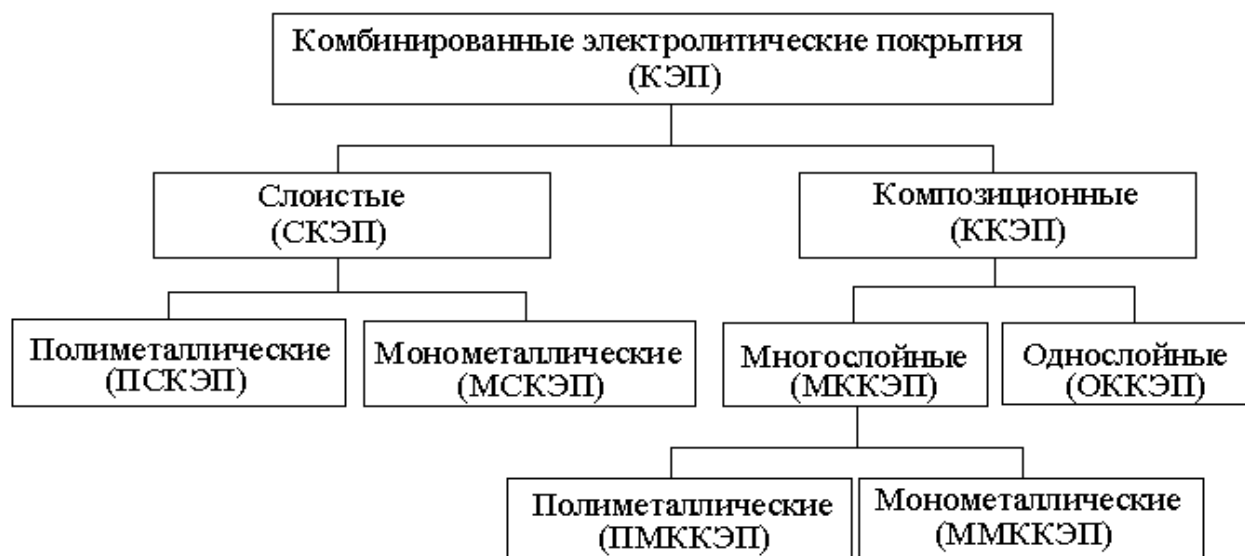 Комбинированные электролитические покрытия
(КЭП)
Слоистые
(СКЭП)
Композиционные
(ККЭП)
Полиметаллические
(ПСКЭП)
Монометаллические
(МСКЭП)
Многослойные
(МККЭП)
Однослойные
(ОККЭП)
Полиметаллические
(ПМККЭП)
Монометаллические
(ММККЭП)